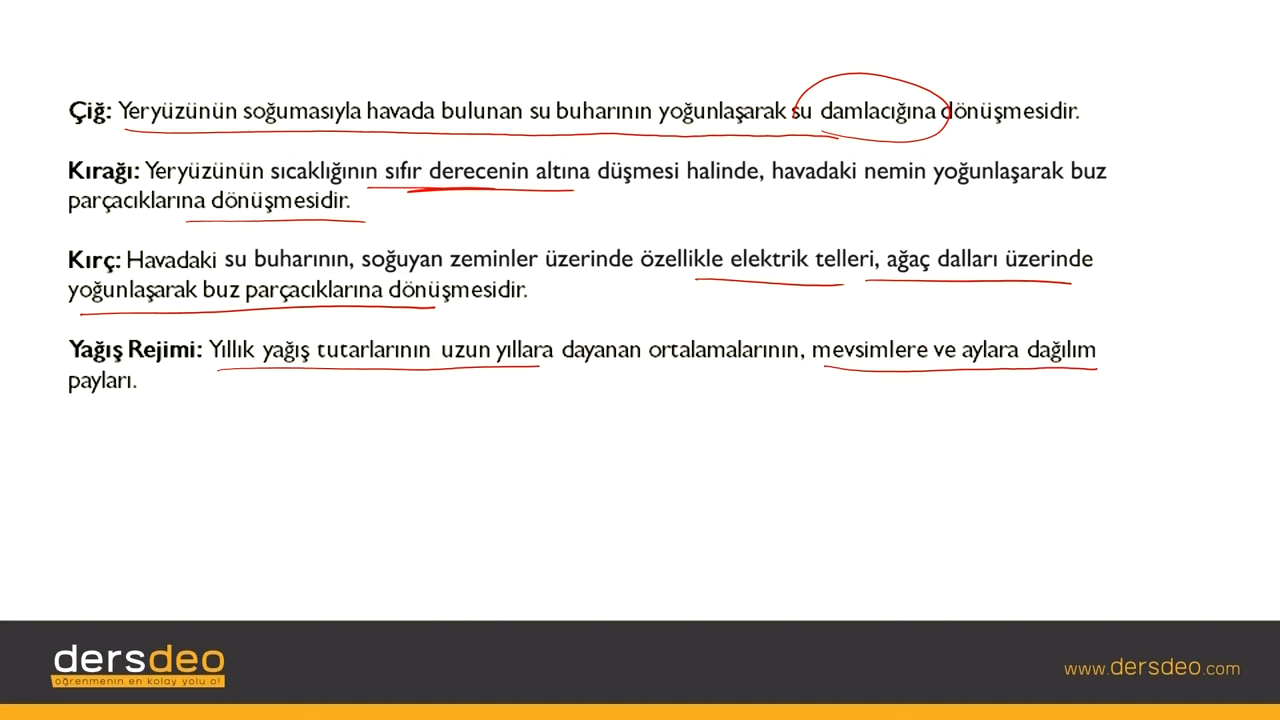 Çiğ: Yeryüzünün soğumasıyla havada bulunan su buharının yoğunlaşarak su damlacığına dönüşmesidir.
Kırağı: Yeryüzünün sıcaklığının sıfır derecenin altına düşmesi halinde, havadaki nemin yoğunlaşarak buz
parçacıklarına dönüşmesidir.
Kırç: Havadaki su buharının, soğuyan zeminler üzerinde özellikle elektrik telleri, ağaç dalları üzerinde
yoğunlaşarak buz parçacıklarına dönüşmesidir.
Yağış Rejimi: Yıllık yağış tutarlarının uzun yıllara dayanan ortalamalarının, mevsimlere ve aylara dağılım
payları.
dersdeo
öğrenmenin en kolay yolu o!
www.dersdeo.com